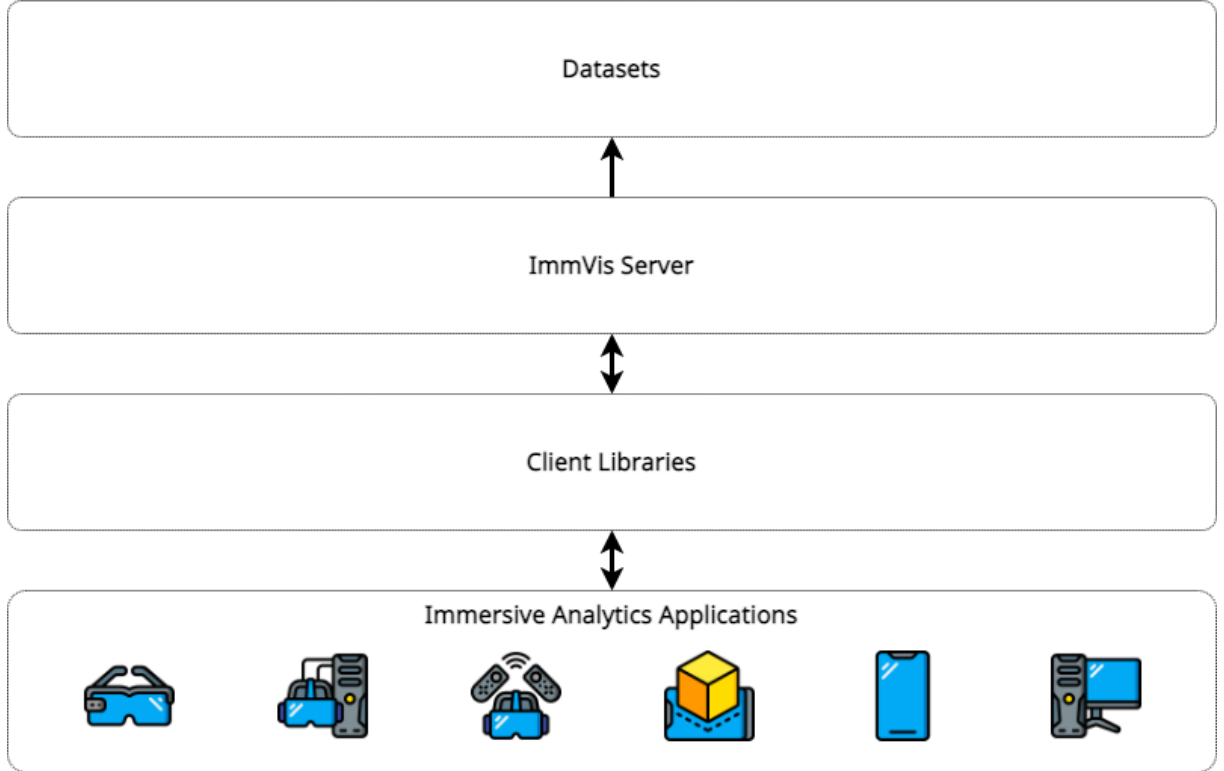 Datasets
ImmVis Server
Client Libraries
Immersive Analytics Applications